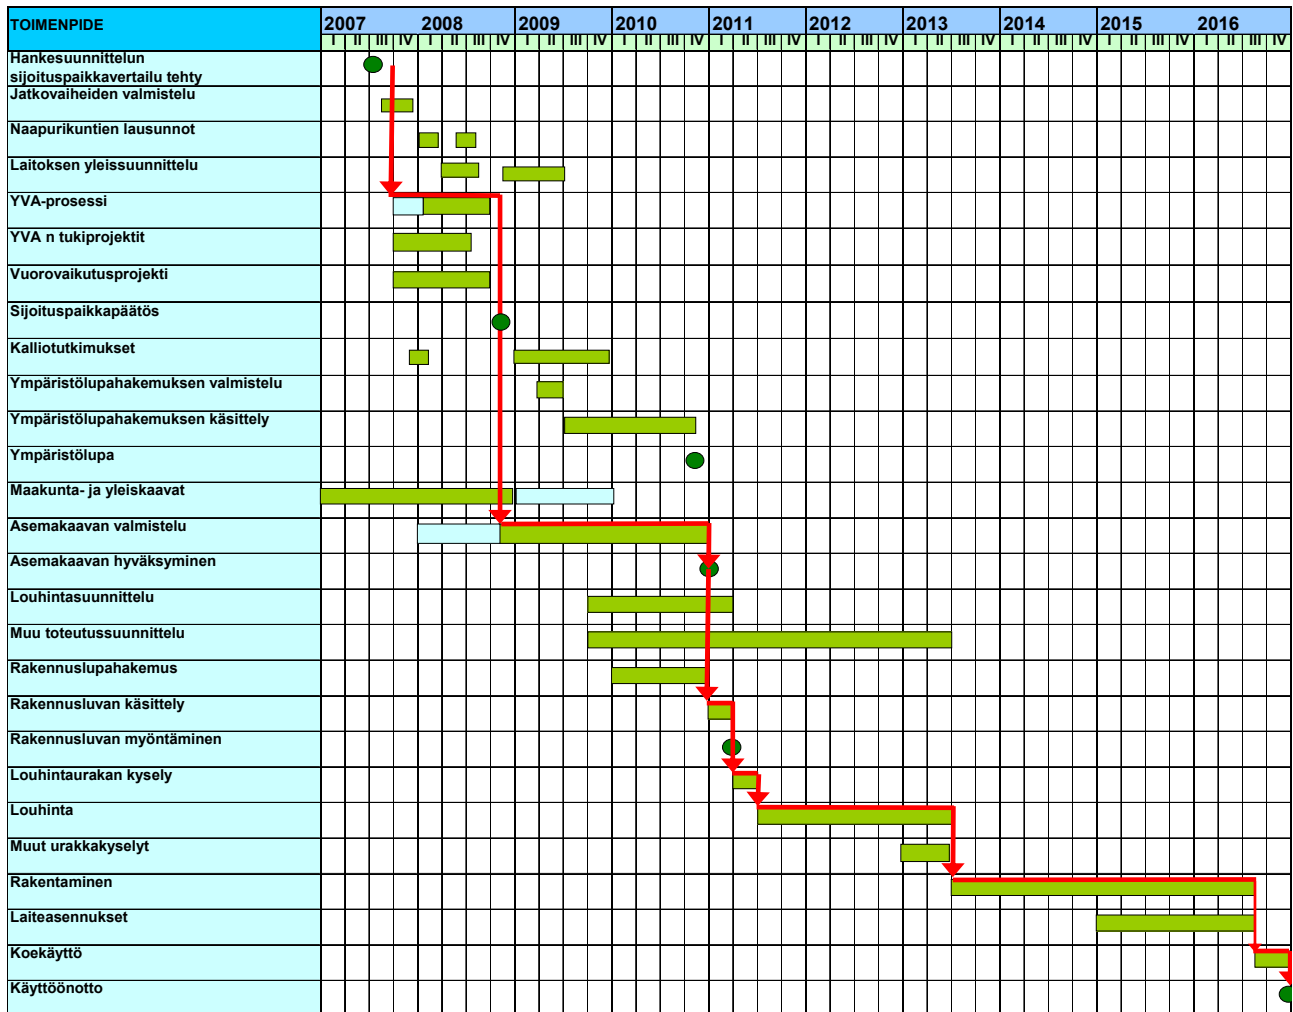 TOIMENPIDE 2007 2008 2009 2010 2011 2012 2013 2014 2015 2016
I II III IV I II III IV I II III IV I II III IV I II III IV I II III IV I II III IV I II III IV I II III IV I II III IV
Hankesuunnittelun
sijoituspaikkavertailu tehty
Jatkovaiheiden valmistelu
Naapurikuntien lausunnot
Laitoksen yleissuunnittelu
YVA-prosessi
YVA n tukiprojektit
Vuorovaikutusprojekti
Sijoituspaikkapäätös
Kalliotutkimukset
Ympäristölupahakemuksen valmistelu
Ympäristölupahakemuksen käsittely
Ympäristölupa
Maakunta- ja yleiskaavat
Asemakaavan valmistelu
Asemakaavan hyväksyminen
Louhintasuunnittelu
Muu toteutussuunnittelu
Rakennuslupahakemus
Rakennusluvan käsittely
Rakennusluvan myöntäminen
Louhintaurakan kysely
Louhinta
Muut urakkakyselyt
Rakentaminen
Laiteasennukset
Koekäyttö
Käyttöönotto